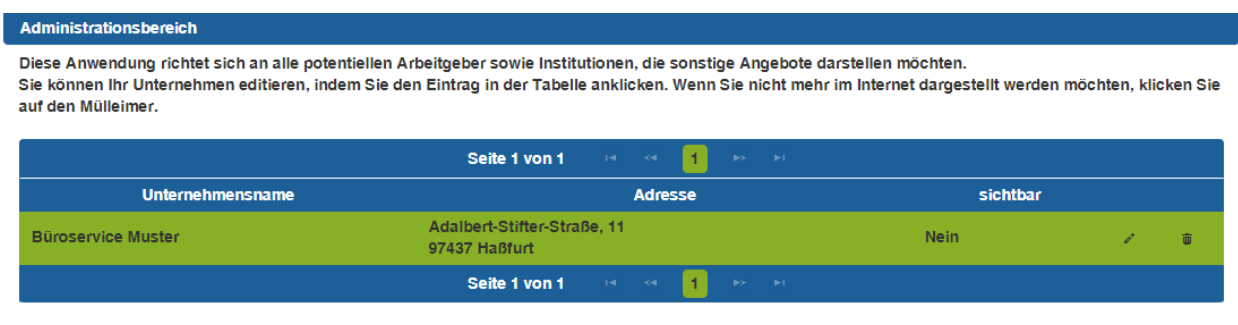 Administrationsbereich
Diese Anwendung richtet sich an alle potentiellen Arbeitgeber sowie Institutionen, die sonstige Angebote darstellen möchten.
Sie können Ihr Unternehmen editieren, indem Sie den Eintrag in der Tabelle anklicken. Wenn Sie nicht mehr im Internet dargestellt werden möchten, klicken Sie
auf den Mülleimer.
Seite 1 von 1 1
Unternehmensname Adresse sichtbar
Büroservice Muster Adalbert-Stifter-Straße, 11 Nein
97437 Haßfurt
Seite 1 von 1 1